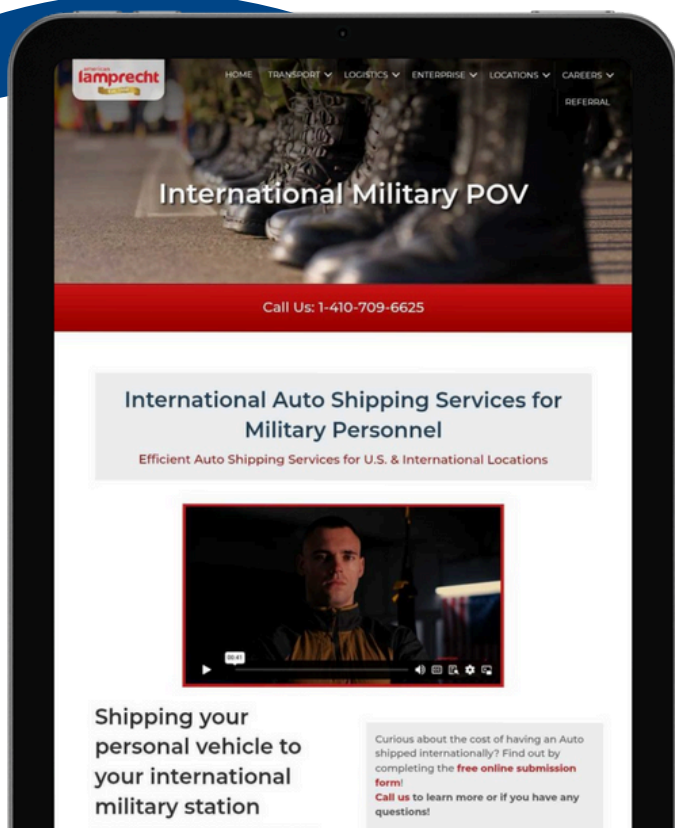 american
lamprecht
HOME TRANSPORT LOGISTICS ENTERPRISE LOCATIONS CAREERS
REFERRAL
International Military POV
Call Us: 1-410-709-6625
International Auto Shipping Services for
Military Personnel
Efficient Auto Shipping Services for U.S. & International Locations
00:41
Shipping your
personal vehicle to
your international
military station
Curious about the cost of having an Auto
shipped internationally? Find out by
completing the free online submission
form!
Call us to learn more or if you have any
questions!